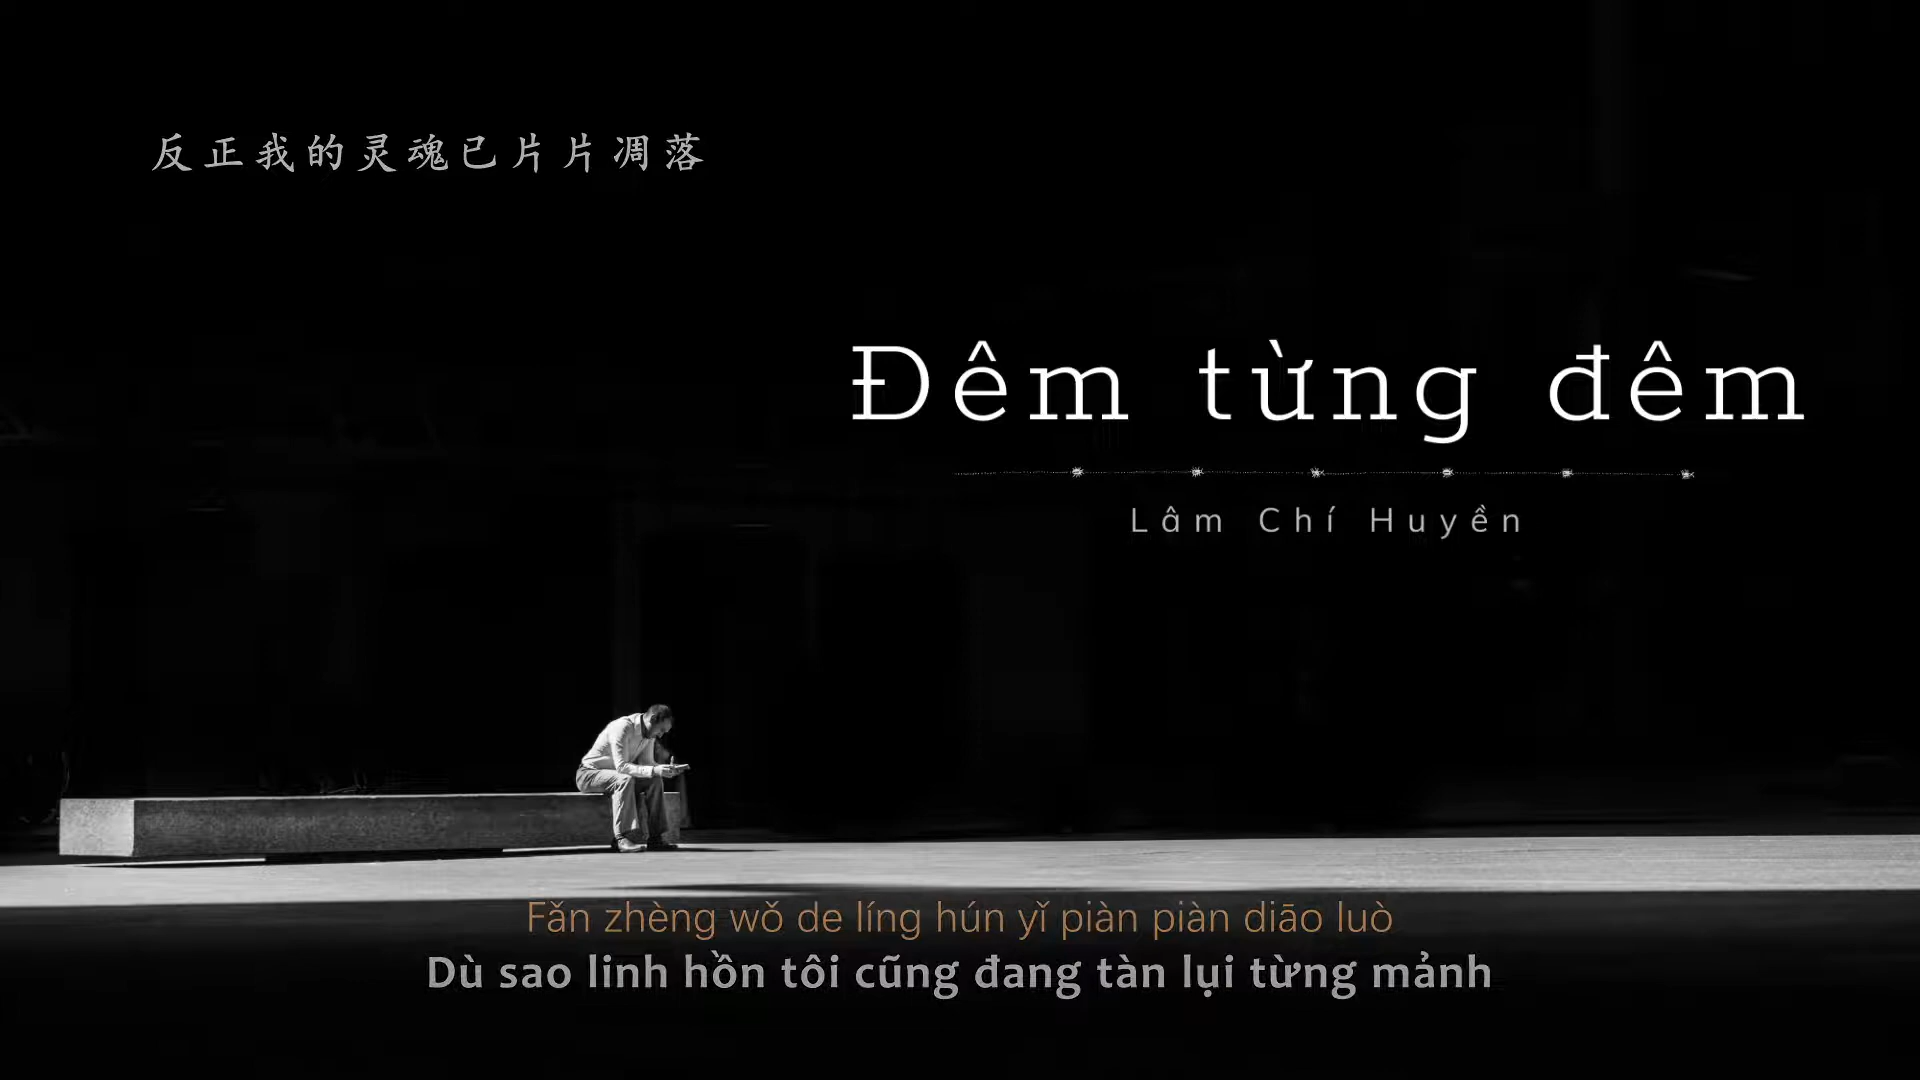 反正我的灵魂已片片凋落
Đêm từng đêm
Lâm Chí Huyền
Fǎn zhèng wǒ de líng hún yǐ piàn piàn diāo luò
Dù sao linh hồn tôi cũng đang tàn lụi từng mảnh